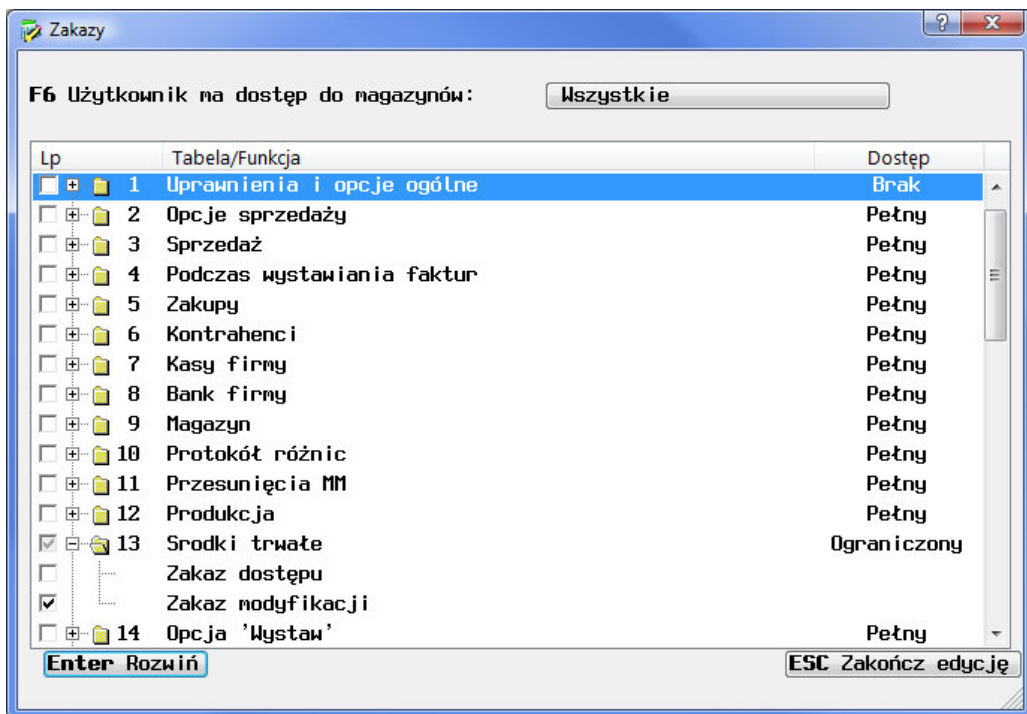 Zakazy
F6 Użytkownik ma dostęp do magazynów: Wszystkie
Lp Tabela/Funkcja Dostęp
1 Uprawnienia i opcje ogólne Brak
2 Opcje sprzedaży Pełny
3 Sprzedaż Pełny
4 Podczas wystawiania faktur Pełny
5 Zakupy Pełny
6 Kontrahenci Pełny
7 Kasy firmy Pełny
8 Bank firmy Pełny
9 Magazyn Pełny
10 Protokół różnic Pełny
11 Przesunięcia MM Pełny
12 Produkcja Pełny
13 Srodki trwałe Ograniczony
Zakaz dostępu
Zakaz modyfikacji
14 Opcja 'Wystaw' Pełny
Enter Rozwiń ESC Zakończ edycję